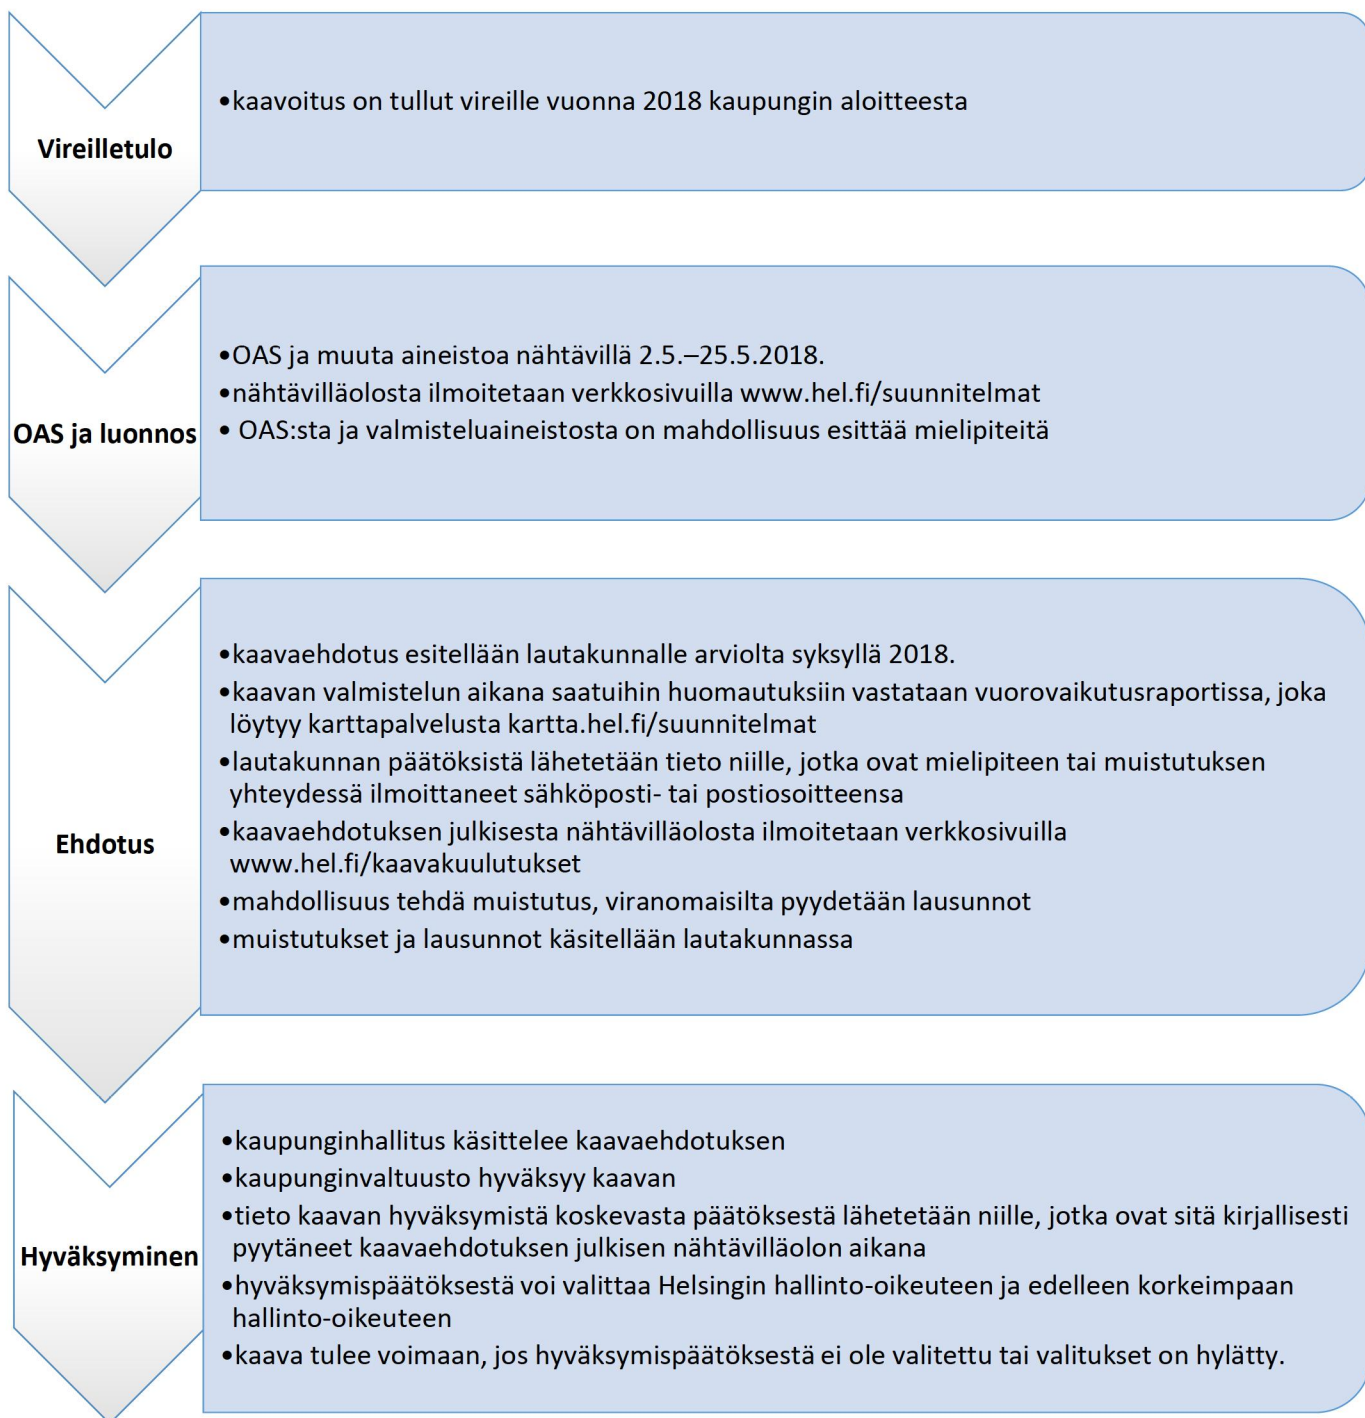 Vireilletulo
•kaavoitus on tullut vireille vuonna 2018 kaupungin aloitteesta
OAS ja luonnos
•OAS ja muuta aineistoa nähtävillä 2.5.–25.5.2018.
•nähtävilläolosta ilmoitetaan verkkosivuilla www.hel.fi/suunnitelmat
• OAS:sta ja valmisteluaineistosta on mahdollisuus esittää mielipiteitä
Ehdotus
•kaavaehdotus esitellään lautakunnalle arviolta syksyllä 2018.
•kaavan valmistelun aikana saatuihin huomautuksiin vastataan vuorovaikutusraportissa, joka
löytyy karttapalvelusta kartta.hel.fi/suunnitelmat
•lautakunnan päätöksistä lähetetään tieto niille, jotka ovat mielipiteen tai muistutuksen
yhteydessä ilmoittaneet sähköposti- tai postiosoitteensa
•kaavaehdotuksen julkisesta nähtävilläolosta ilmoitetaan verkkosivuilla
www.hel.fi/kaavakuulutukset
•mahdollisuus tehdä muistutus, viranomaisilta pyydetään lausunnot
•muistutukset ja lausunnot käsitellään lautakunnassa
Hyväksyminen
•kaupunginhallitus käsittelee kaavaehdotuksen
•kaupunginvaltuusto hyväksyy kaavan
•tieto kaavan hyväksymistä koskevasta päätöksestä lähetetään niille, jotka ovat sitä kirjallisesti
pyytäneet kaavaehdotuksen julkisen nähtävilläolon aikana
•hyväksymispäätöksestä voi valittaa Helsingin hallinto-oikeuteen ja edelleen korkeimpaan
hallinto-oikeuteen
•kaava tulee voimaan, jos hyväksymispäätöksestä ei ole valitettu tai valitukset on hylätty.